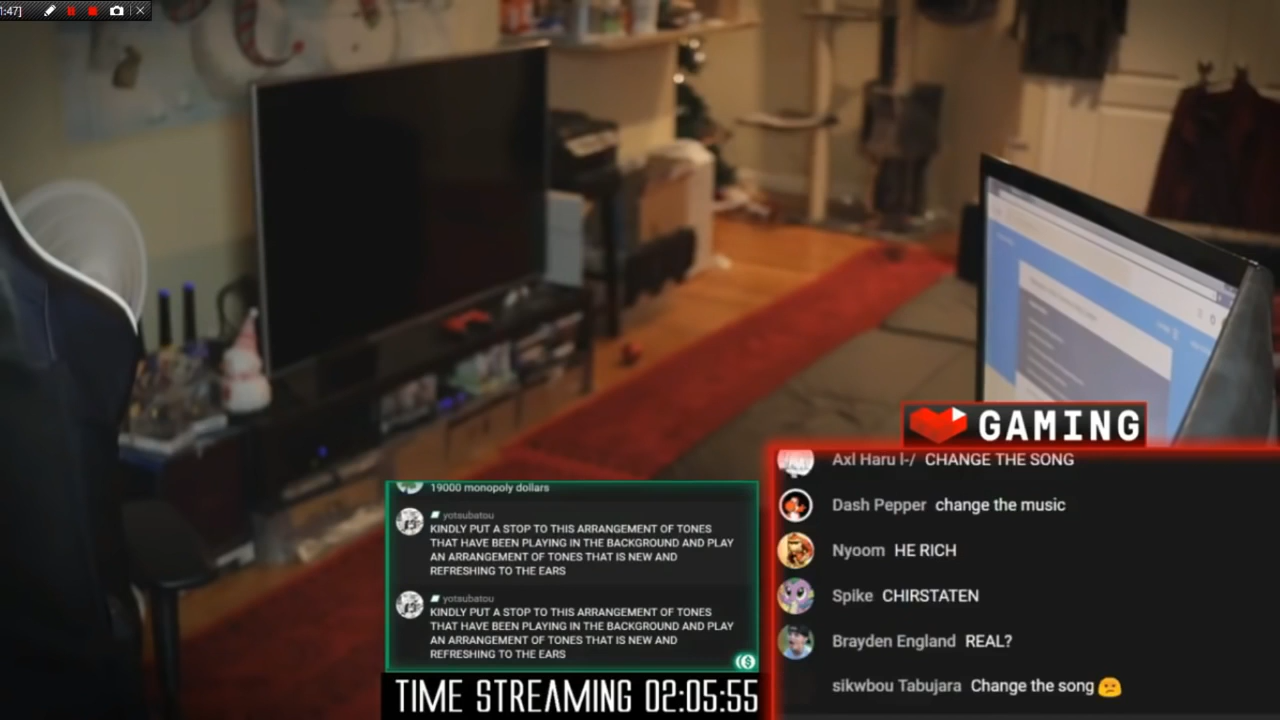 1:47]
GAMING
Axl Haru l-/ CHANGE THE SONG
Dash Pepper change the music
Nyoom HE RICH
Spike CHIRSTATEN
Brayden England REAL?
sikwbou Tabujara Change the song 😕
19000 monopoly dollars
yotsubatou
KINDLY PUT A STOP TO THIS ARRANGEMENT OF TONES
THAT HAVE BEEN PLAYING IN THE BACKGROUND AND PLAY
AN ARRANGEMENT OF TONES THAT IS NEW AND
REFRESHING TO THE EARS
yotsubatou
KINDLY PUT A STOP TO THIS ARRANGEMENT OF TONES
THAT HAVE BEEN PLAYING IN THE BACKGROUND AND PLAY
AN ARRANGEMENT OF TONES THAT IS NEW AND
REFRESHING TO THE EARS
TIME STREAMING 02:05:55